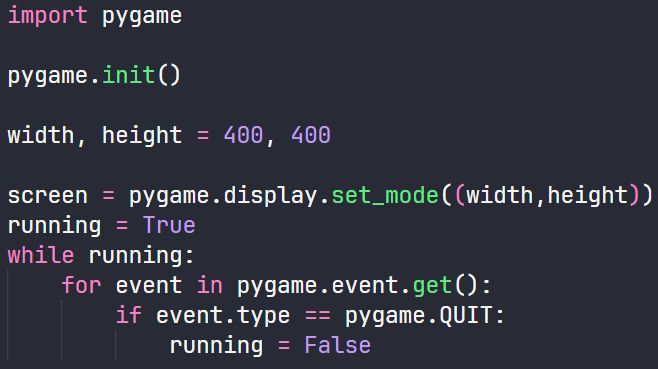 import pygame

pygame.init()

width, height = 400, 400

screen = pygame.display.set_mode((width,height))
running = True
while running:
    for event in pygame.event.get():
        if event.type == pygame.QUIT:
            running = False